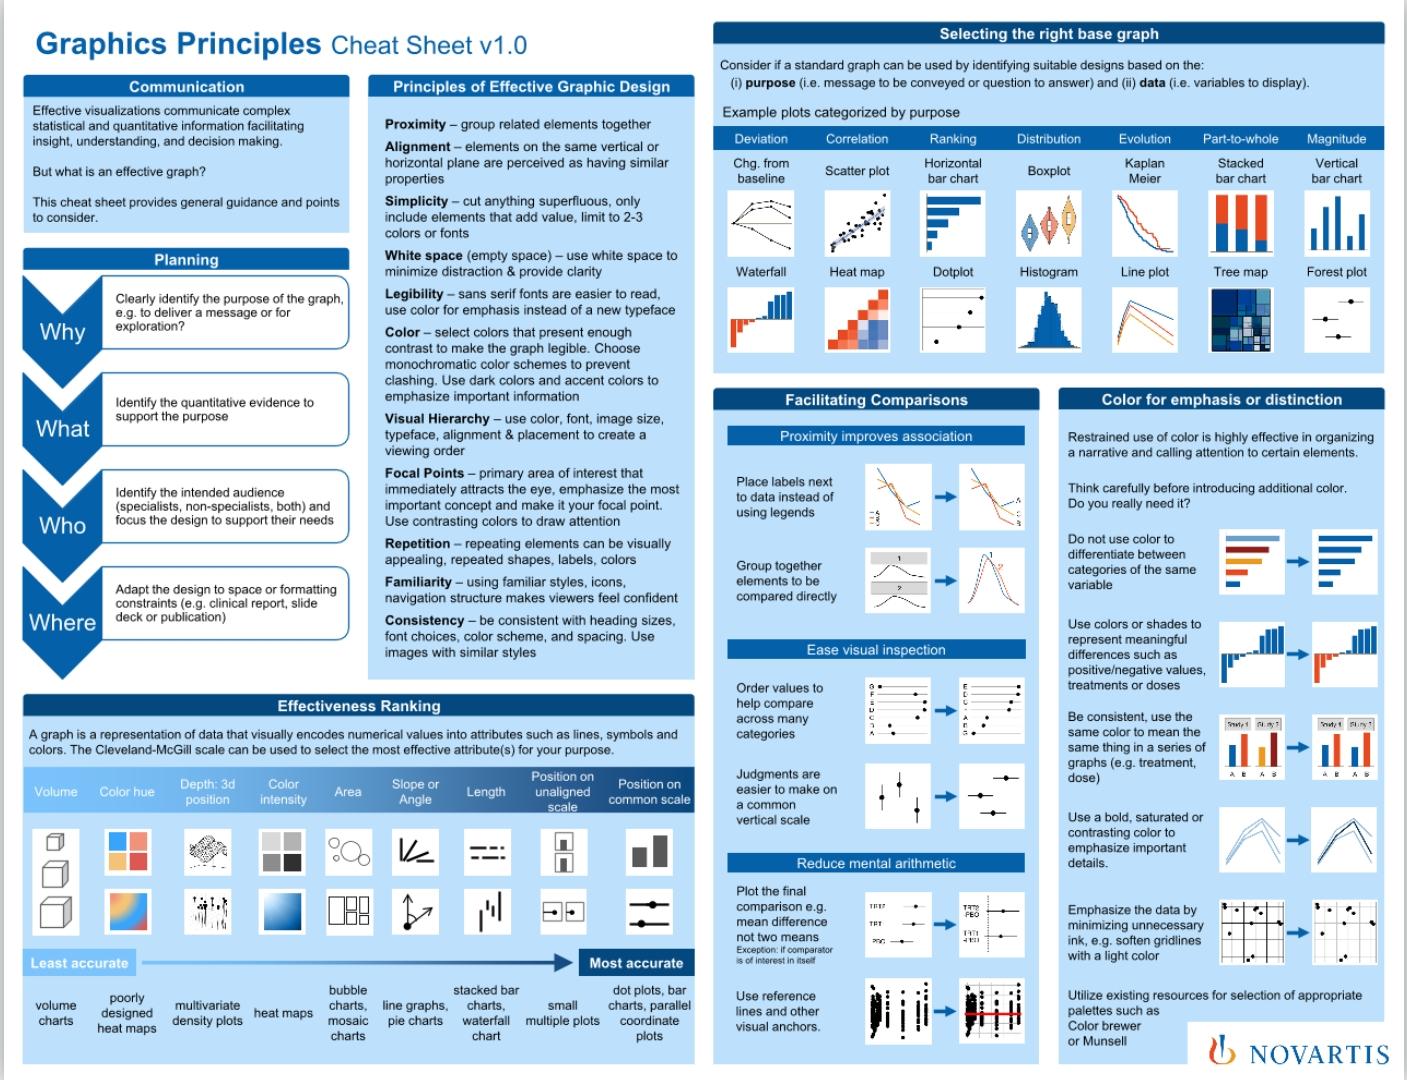 Graphics Principles Cheat Sheet v1.0
Communication
Effective visualizations communicate complex
statistical and quantitative information facilitating
insight, understanding, and decision making.
But what is an effective graph?
This cheat sheet provides general guidance and points
to consider.
Planning
Why
Clearly identify the purpose of the graph,
e.g. to deliver a message or for
exploration?
What
Identify the quantitative evidence to
support the purpose
Who
Identify the intended audience
(specialists, non-specialists, both) and
focus the design to support their needs
Where
Adapt the design to space or formatting
constraints (e.g. clinical report, slide
deck or publication)
Principles of Effective Graphic Design
Proximity – group related elements together
Alignment – elements on the same vertical or
horizontal plane are perceived as having similar
properties
Simplicity – cut anything superfluous, only
include elements that add value, limit to 2-3
colors or fonts
White space (empty space) – use white space to
minimize distraction & provide clarity
Legibility – sans serif fonts are easier to read,
use color for emphasis instead of a new typeface
Color – select colors that present enough
contrast to make the graph legible. Choose
monochromatic color schemes to prevent
clashing. Use dark colors and accent colors to
emphasize important information
Visual Hierarchy – use color, font, image size,
typeface, alignment & placement to create a
viewing order
Focal Points – primary area of interest that
immediately attracts the eye, emphasize the most
important concept and make it your focal point.
Use contrasting colors to draw attention
Repetition – repeating elements can be visually
appealing, repeated shapes, labels, colors
Familiarity – using familiar styles, icons,
navigation structure makes viewers feel confident
Consistency – be consistent with heading sizes,
font choices, color scheme, and spacing. Use
images with similar styles
Effectiveness Ranking
A graph is a representation of data that visually encodes numerical values into attributes such as lines, symbols and
colors. The Cleveland-McGill scale can be used to select the most effective attribute(s) for your purpose.
Volume
Color hue
Depth: 3d
position
Color
intensity
Area
Slope or
Angle
Length
Position on
unaligned
scale
Position on
common scale
Least accurate
Most accurate
volume
charts
poorly
designed
heat maps
multivariate
density plots
heat maps
bubble
charts,
mosaic
charts
line graphs,
pie charts
stacked bar
charts,
waterfall
chart
small
multiple plots
dot plots, bar
charts, parallel
coordinate
plots
Selecting the right base graph
Consider if a standard graph can be used by identifying suitable designs based on the:
(i) purpose (i.e. message to be conveyed or question to answer) and (ii) data (i.e. variables to display).
Example plots categorized by purpose
Deviation
Correlation
Ranking
Distribution
Evolution
Part-to-whole
Magnitude
Chg. from
baseline
Scatter plot
Horizontal
bar chart
Boxplot
Kaplan
Meier
Stacked
bar chart
Vertical
bar chart
Waterfall
Heat map
Dotplot
Histogram
Line plot
Tree map
Forest plot
Facilitating Comparisons
Proximity improves association
Place labels next
to data instead of
using legends
Group together
elements to be
compared directly
1
2
1
2
Ease visual inspection
Order values to
help compare
across many
categories
G
F
E
D
C
B
A
E
D
F
C
A
B
G
Judgments are
easier to make on
a common
vertical scale
Reduce mental arithmetic
Plot the final
comparison e.g.
mean difference
not two means
Exception: if comparator
is of interest in itself
Use reference
lines and other
visual anchors.
Color for emphasis or distinction
Restrained use of color is highly effective in organizing
a narrative and calling attention to certain elements.
Think carefully before introducing additional color.
Do you really need it?
Do not use color to
differentiate between
categories of the same
variable
Use colors or shades to
represent meaningful
differences such as
positive/negative values,
treatments or doses
Be consistent, use the
same color to mean the
same thing in a series of
graphs (e.g. treatment,
dose)
Study 1 Study 2
A B A B
Study 1 Study 2
A B A B
Use a bold, saturated or
contrasting color to
emphasize important
details.
Emphasize the data by
minimizing unnecessary
ink, e.g. soften gridlines
with a light color
Utilize existing resources for selection of appropriate
palettes such as
Color brewer
or Munsell
NOVARTIS